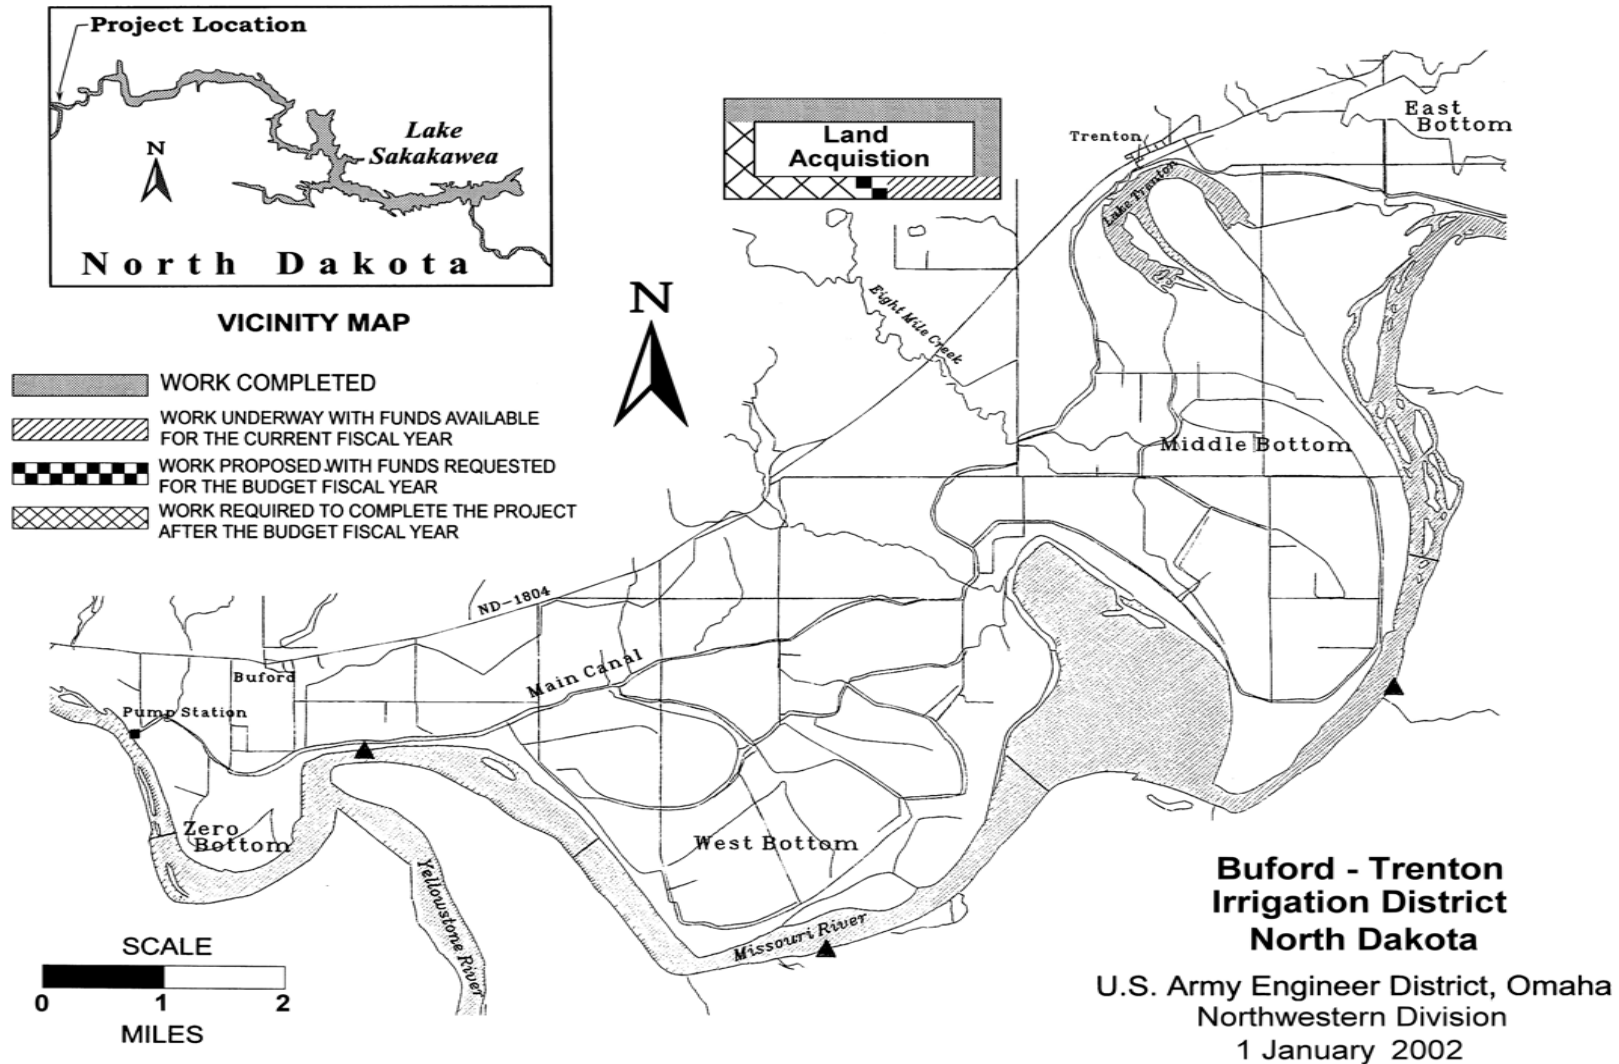 Project Location
Lake
Sakakawea
N
North Dakota
VICINITY MAP
WORK COMPLETED
WORK UNDERWAY WITH FUNDS AVAILABLE
FOR THE CURRENT FISCAL YEAR
WORK PROPOSED WITH FUNDS REQUESTED
FOR THE BUDGET FISCAL YEAR
WORK REQUIRED TO COMPLETE THE PROJECT
AFTER THE BUDGET FISCAL YEAR
Land
Acquistion
N
East
Bottom
Trenton
Lake Trenton
Eight Mile Creek
Middle Bottom
ND-1804
Main Canal
Buford
Pump Station
Zero
Bottom
West Bottom
Yellowstone River
Missouri River
SCALE
0 1 2
MILES
Buford - Trenton
Irrigation District
North Dakota
U.S. Army Engineer District, Omaha
Northwestern Division
1 January 2002